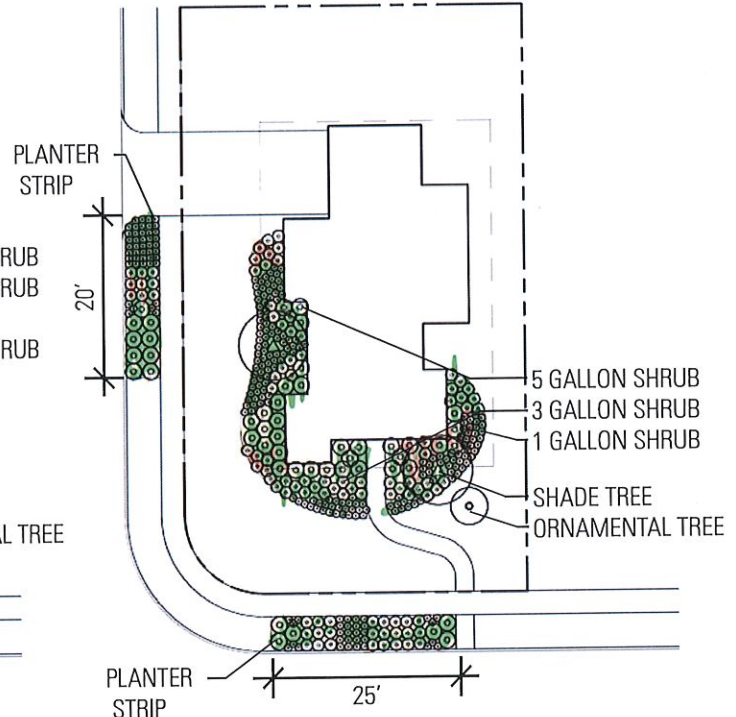 PLANTER
STRIP
RUB
RUB
20'
RUB
5 GALLON SHRUB
3 GALLON SHRUB
1 GALLON SHRUB
SHADE TREE
ORNAMENTAL TREE
AL TREE
PLANTER
STRIP
25'